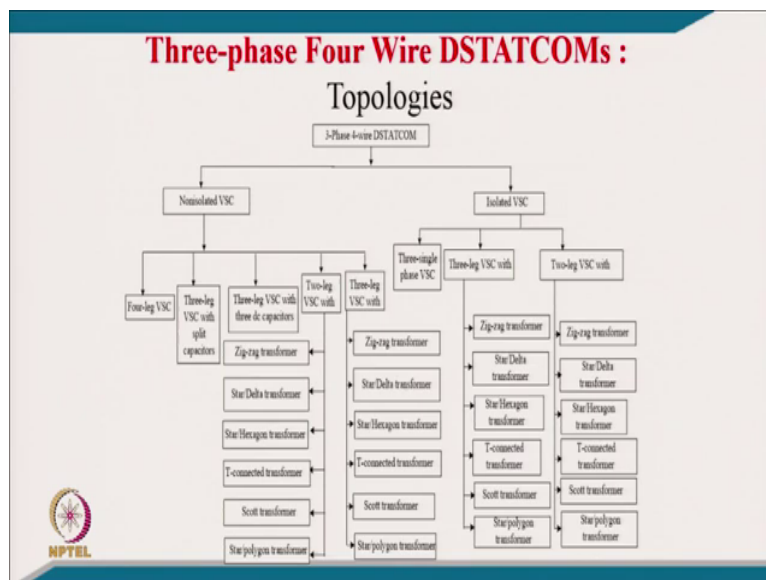 Three-phase Four Wire DSTATCOMs :
Topologies
3-Phase 4-wire DSTATCOM
Nonisolated VSC
Isolated VSC
Four-leg VSC
Three-leg
VSC with
split
capacitors
Three-leg VSC with
three dc capacitors
Two-leg
VSC with
Three-leg
VSC with
Three-single
phase VSC
Three-leg VSC with
Two-leg VSC with
Zig-zag transformer
Star/Delta transformer
Star/Hexagon transformer
T-connected transformer
Scott transformer
Star/polygon transformer
Zig-zag transformer
Star/Delta transformer
Star/Hexagon transformer
T-connected transformer
Scott transformer
Star/polygon transformer
Zig-zag transformer
Star/Delta
transformer
Star/Hexagon
transformer
T-connected
transformer
Scott transformer
Star/polygon
transformer
Zig-zag transformer
Star/Delta
transformer
Star/Hexagon
transformer
T-connected
transformer
Scott transformer
Star/polygon
transformer
NPTEL